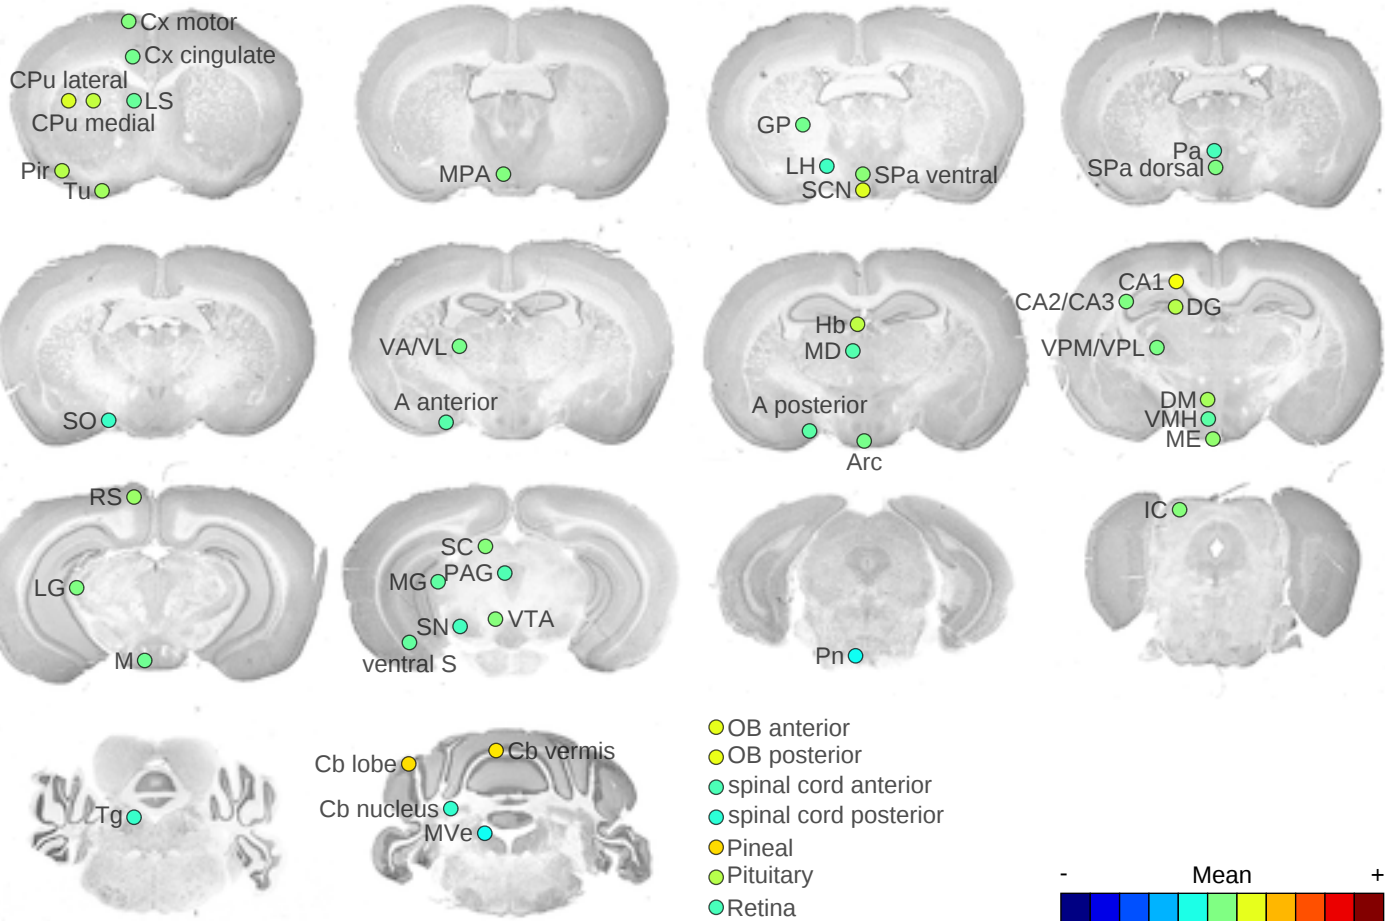 Cx motor
Cx cingulate
CPu lateral
LS
CPu medial
Pir
Tu
MPA
GP
LH
SPa ventral
SCN
Pa
SPa dorsal
SO
VA/VL
A anterior
Hb
MD
A posterior
Arc
CA1
CA2/CA3
DG
VPM/VPL
DM
VMH
ME
RS
LG
M
SC
PAG
MG
VTA
SN
ventral S
Pn
IC
Tg
Cb lobe
Cb vermis
Cb nucleus
MVe
OB anterior
OB posterior
spinal cord anterior
spinal cord posterior
Pineal
Pituitary
Retina
- Mean +